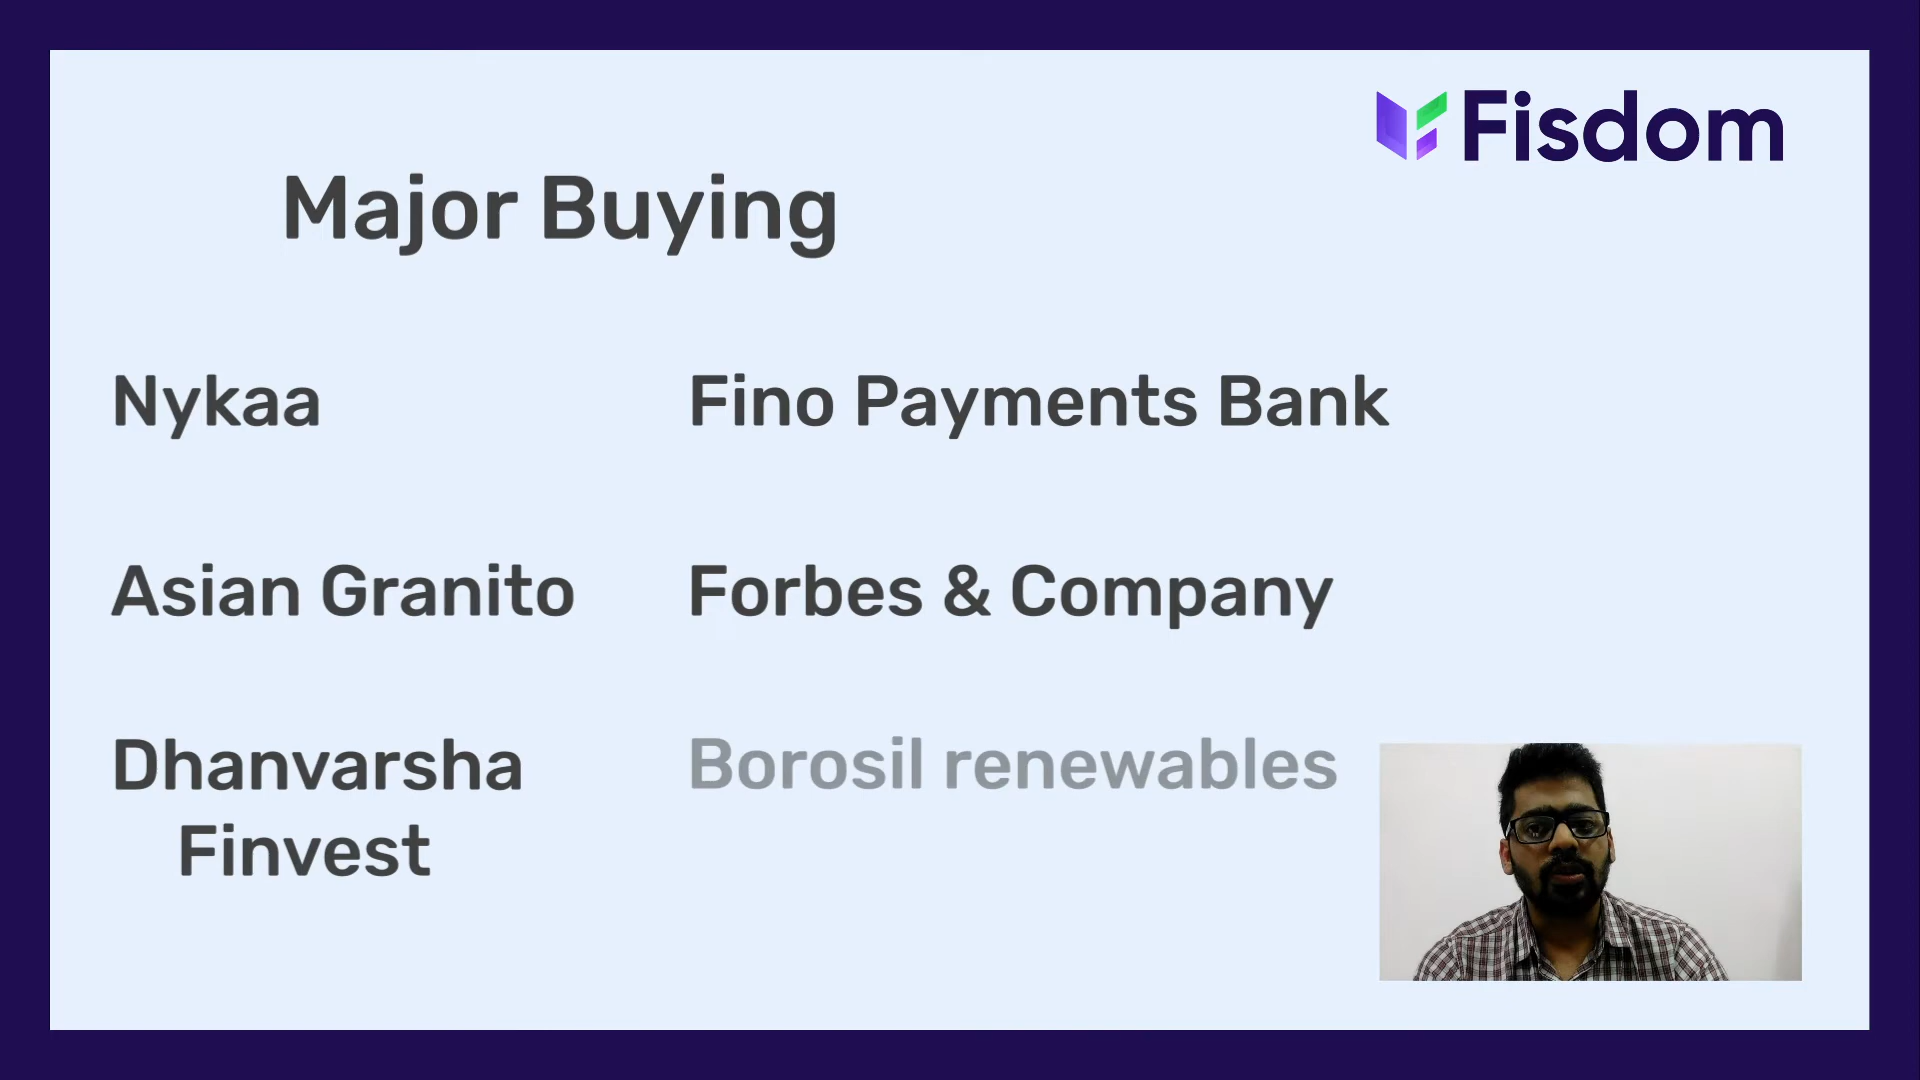 Fisdom
Major Buying
Nykaa
Fino Payments Bank
Asian Granito
Forbes & Company
Dhanvarsha
Finvest
Borosil renewables